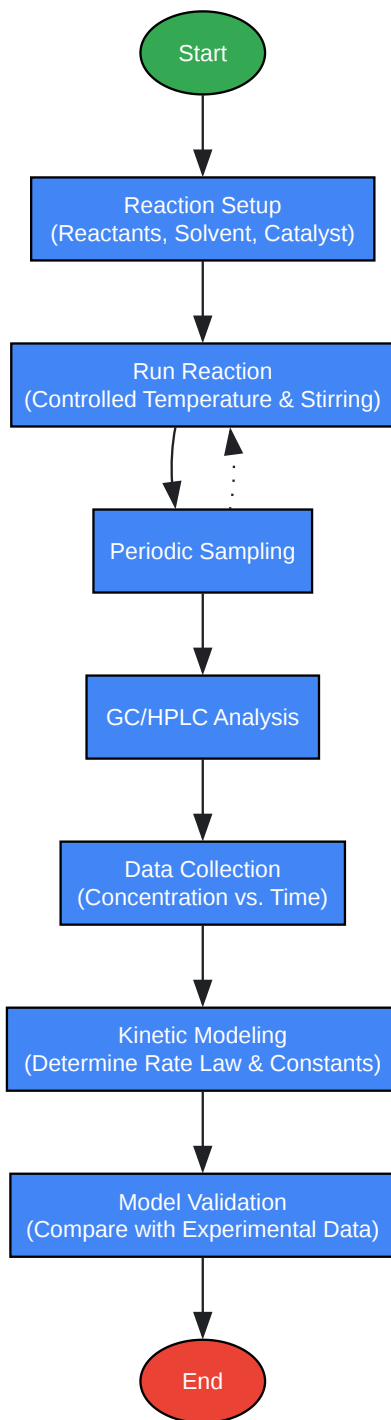 Start
Reaction Setup
(Reactants, Solvent, Catalyst)
Run Reaction
(Controlled Temperature & Stirring)
Periodic Sampling
GC/HPLC Analysis
Data Collection
(Concentration vs. Time)
Kinetic Modeling
(Determine Rate Law & Constants)
Model Validation
(Compare with Experimental Data)
End